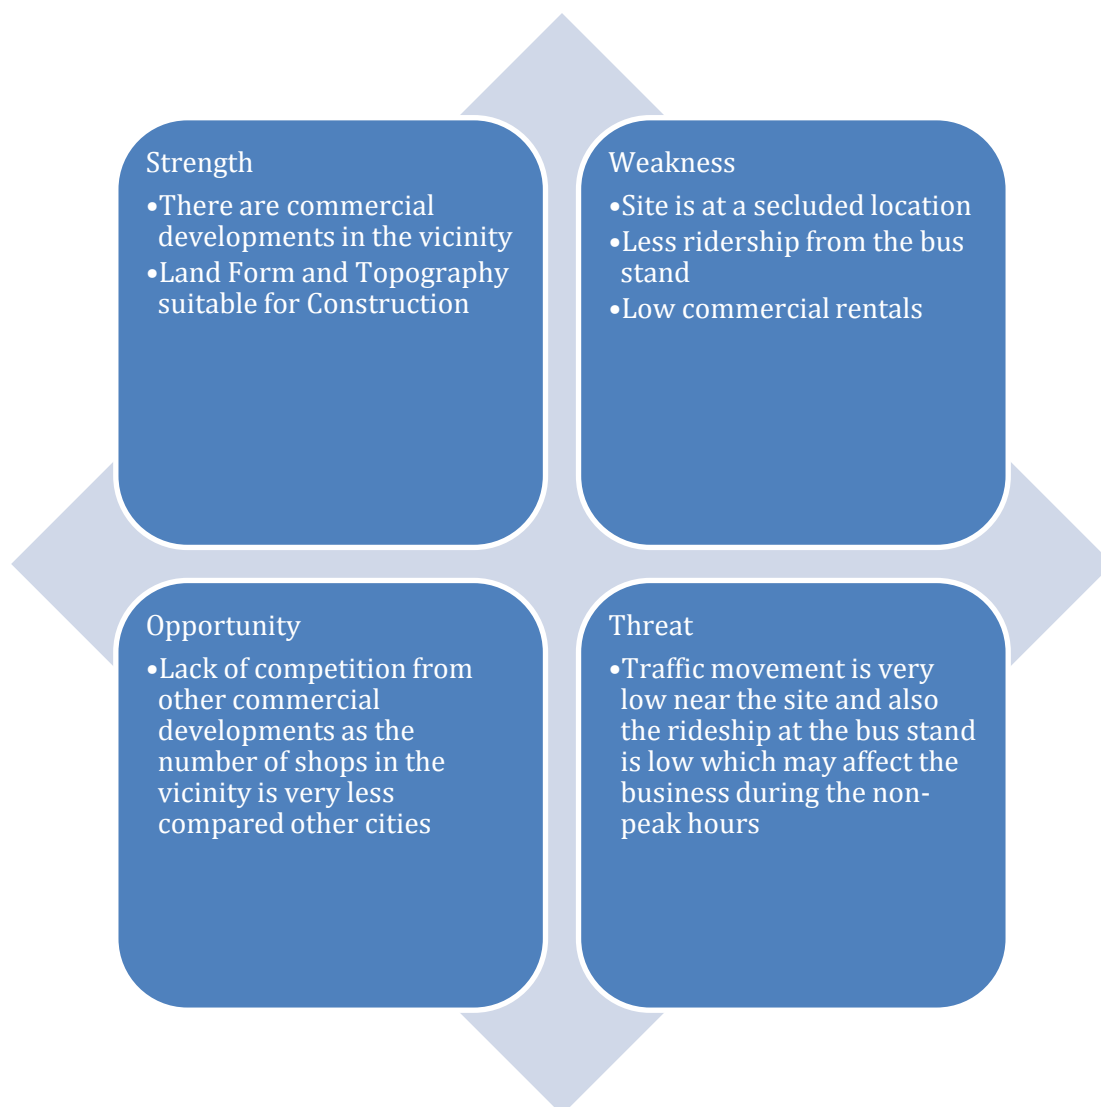 Strength
•There are commercial
developments in the vicinity
•Land Form and Topography
suitable for Construction
Weakness
•Site is at a secluded location
•Less ridership from the bus
stand
•Low commercial rentals
Opportunity
•Lack of competition from
other commercial
developments as the
number of shops in the
vicinity is very less
compared other cities
Threat
•Traffic movement is very
low near the site and also
the rideship at the bus stand
is low which may affect the
business during the non-
peak hours